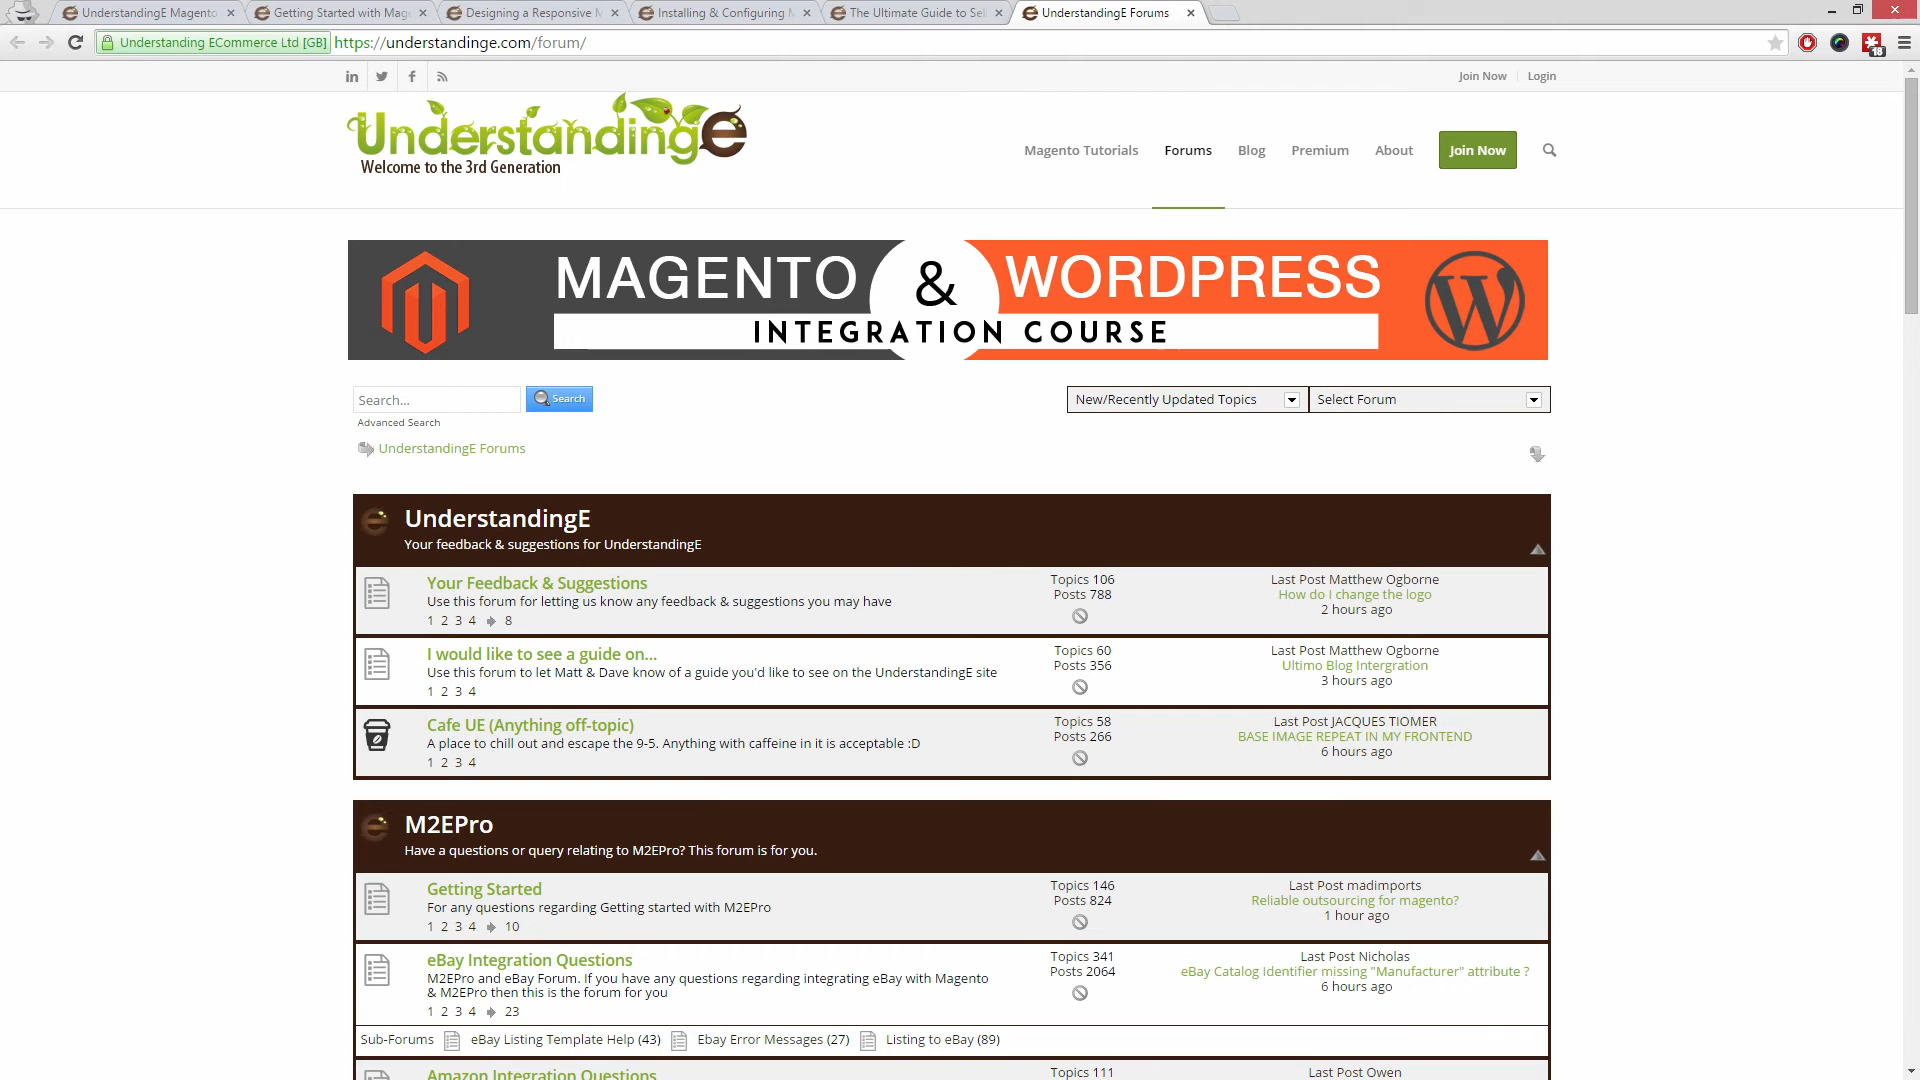 UnderstandingE Magento
Getting Started with Mag
Designing a Responsive M
Installing & Configuring M
The Ultimate Guide to Sel
UnderstandingE Forums
Understanding ECommerce Ltd [GB]
https://understandinge.com/forum/
18
Join Now
Login
UnderstandingE
Welcome to the 3rd Generation
Magento Tutorials
Forums
Blog
Premium
About
Join Now
MAGENTO & WORDPRESS
INTEGRATION COURSE
Search...
Search
New/Recently Updated Topics
Select Forum
Advanced Search
UnderstandingE Forums
UnderstandingE
Your feedback & suggestions for UnderstandingE
Your Feedback & Suggestions
Use this forum for letting us know any feedback & suggestions you may have
1 2 3 4 8
Topics 106
Posts 788
Last Post Matthew Ogborne
How do I change the logo
2 hours ago
I would like to see a guide on...
Use this forum to let Matt & Dave know of a guide you'd like to see on the UnderstandingE site
1 2 3 4
Topics 60
Posts 356
Last Post Matthew Ogborne
Ultimo Blog Intergration
3 hours ago
Cafe UE (Anything off-topic)
A place to chill out and escape the 9-5. Anything with caffeine in it is acceptable :D
1 2 3 4
Topics 58
Posts 266
Last Post JACQUES TIOMER
BASE IMAGE REPEAT IN MY FRONTEND
6 hours ago
M2EPro
Have a questions or query relating to M2EPro? This forum is for you.
Getting Started
For any questions regarding Getting started with M2EPro
1 2 3 4 10
Topics 146
Posts 824
Last Post madimports
Reliable outsourcing for magento?
1 hour ago
eBay Integration Questions
M2EPro and eBay Forum. If you have any questions regarding integrating eBay with Magento
& M2EPro then this is the forum for you
1 2 3 4 23
Topics 341
Posts 2064
Last Post Nicholas
eBay Catalog Identifier missing "Manufacturer" attribute ?
6 hours ago
Sub-Forums eBay Listing Template Help (43) Ebay Error Messages (27) Listing to eBay (89)
Amazon Integration Questions
Topics 111
Last Post Owen